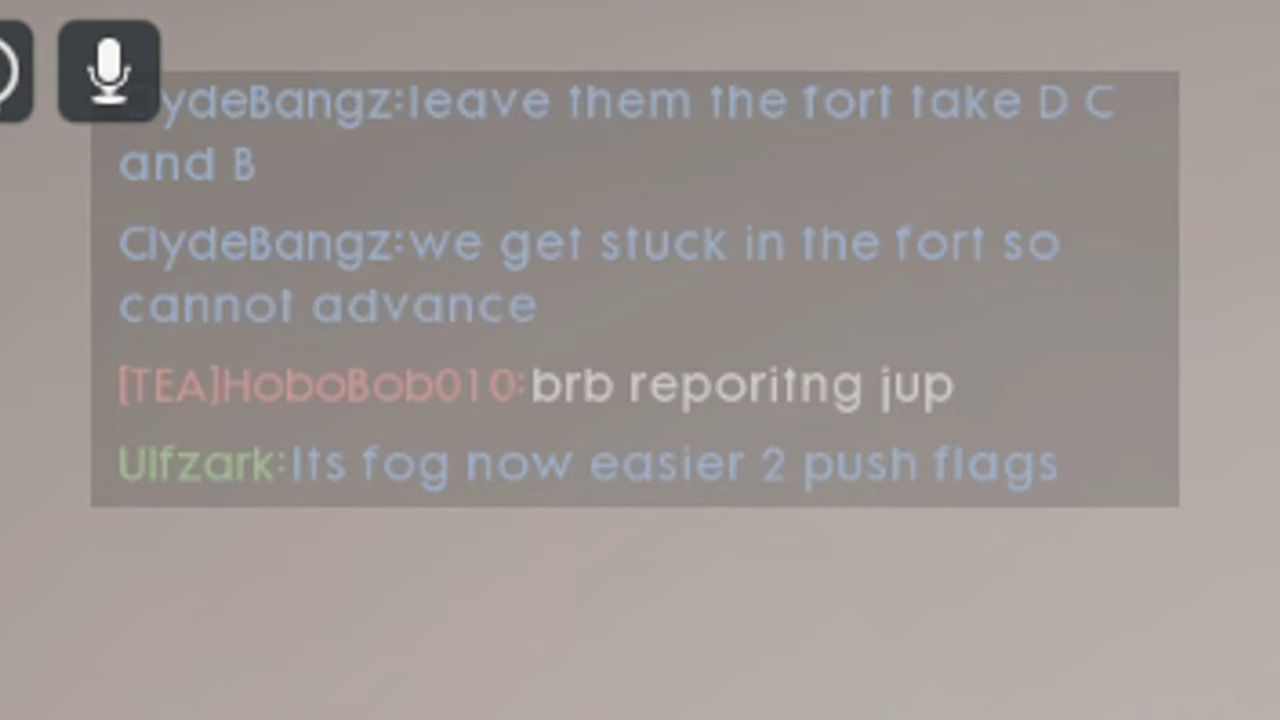 ydeBangz:leave them the fort take D C
and B
ClydeBangz:we get stuck in the fort so
cannot advance
[TEA]HoboBob010:brb reporitng jup
Ulfzark:Its fog now easier 2 push flags